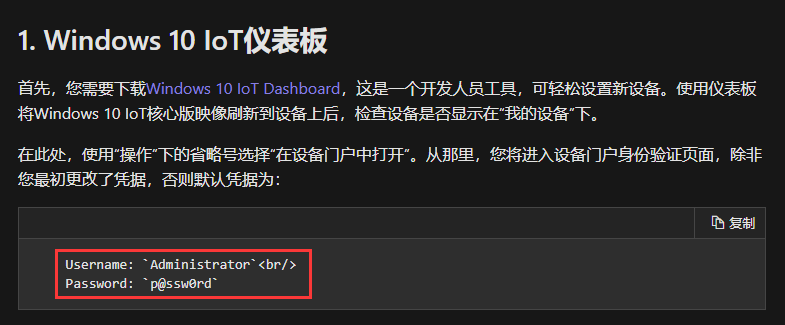 1. Windows 10 IoT仪表板
首先，您需要下载Windows 10 IoT Dashboard，这是一个开发人员工具，可轻松设置新设备。使用仪表板
将Windows 10 IoT核心版映像刷新到设备上后，检查设备是否显示在“我的设备”下。
在此处，使用“操作”下的省略号选择“在设备门户中打开”。从那里，您将进入设备门户身份验证页面，除非
您最初更改了凭据，否则默认凭据为：
复制
Username: `Administrator`<br/>
Password: `p@ssw0rd`